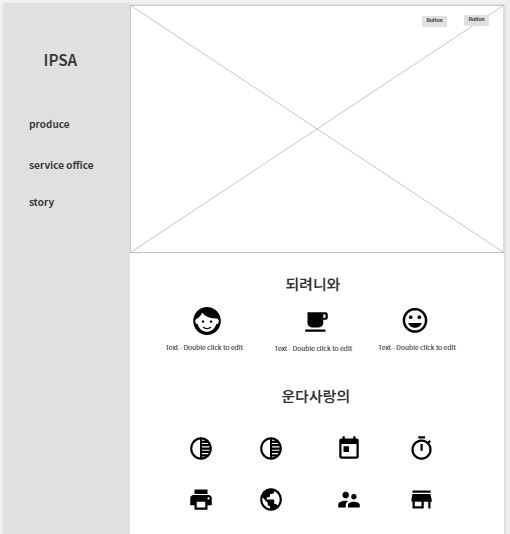 IPSA
produce
service office
story
Button
Button
되려니와
Text - Double click to edit
Text - Double click to edit
Text - Double click to edit
운다사랑의